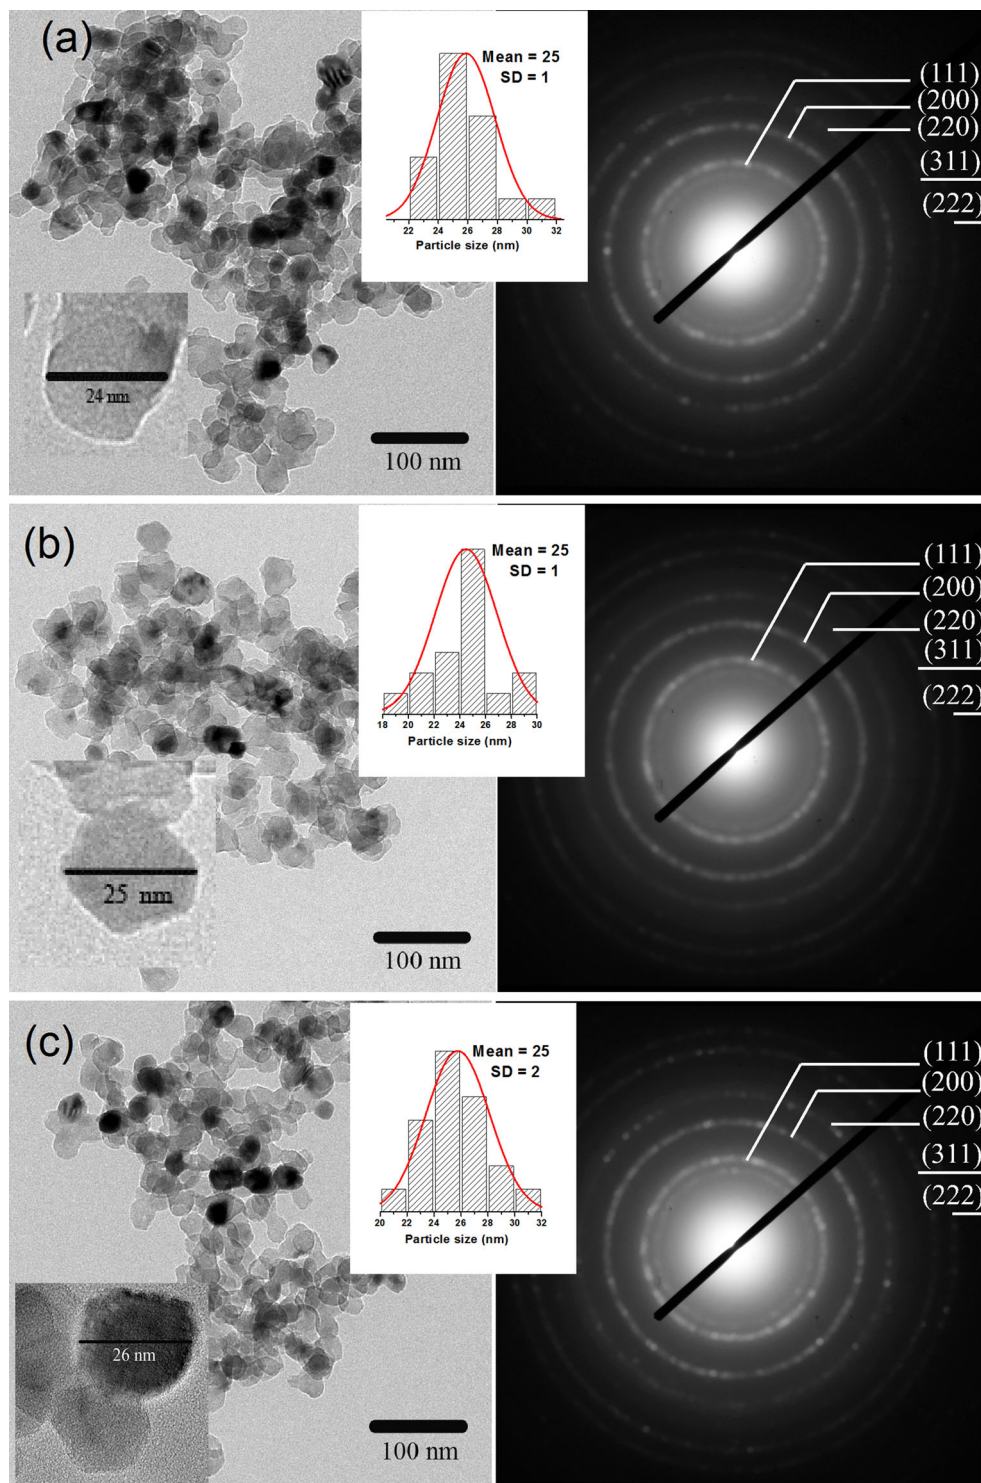 (a)
Mean = 25
SD = 1
22 24 26 28 30 32
Particle size (nm)
(111)
(200)
(220)
(311)
(222)
24 nm
100 nm
(b)
Mean = 25
SD = 1
18 20 22 24 26 28 30
Particle size (nm)
(111)
(200)
(220)
(311)
(222)
25 nm
100 nm
(c)
Mean = 25
SD = 2
20 22 24 26 28 30 32
Particle size (nm)
(111)
(200)
(220)
(311)
(222)
26 nm
100 nm